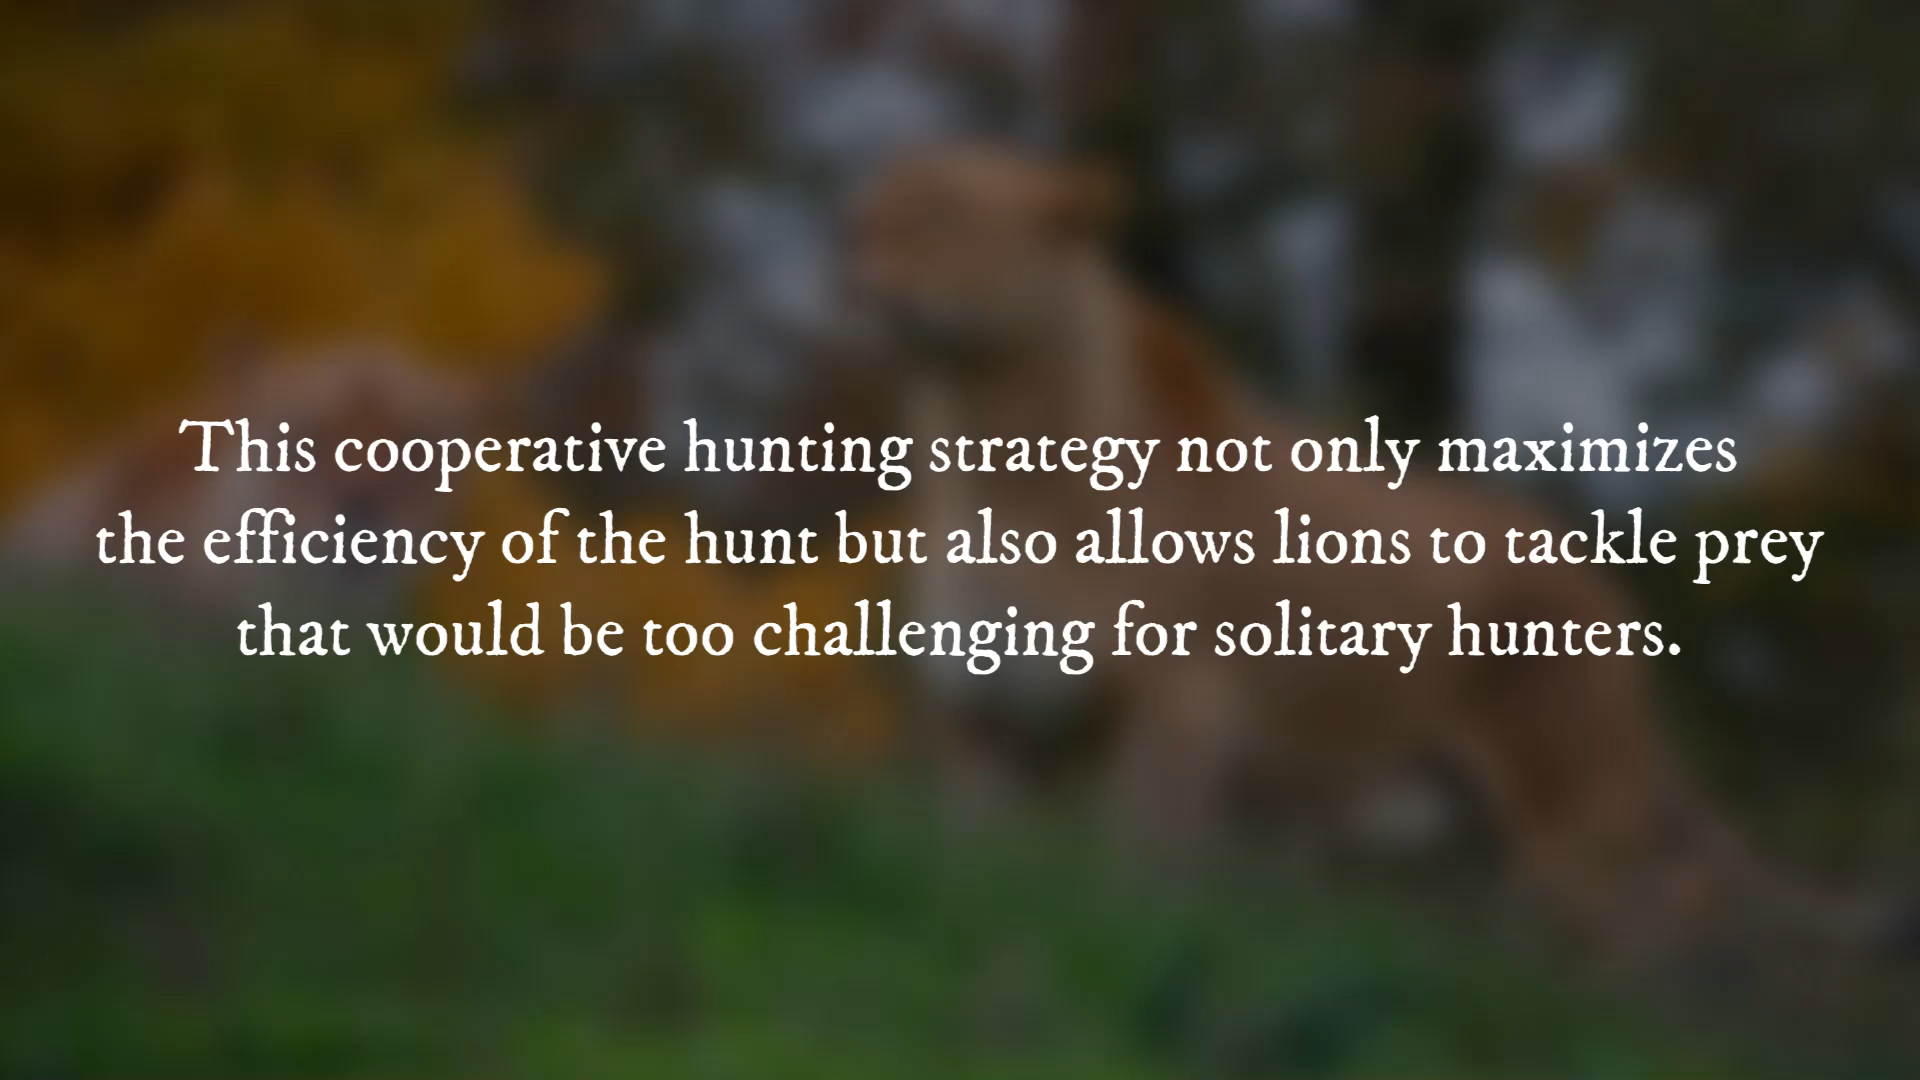 This cooperative hunting strategy not only maximizes
the efficiency of the hunt but also allows lions to tackle prey
that would be too challenging for solitary hunters.